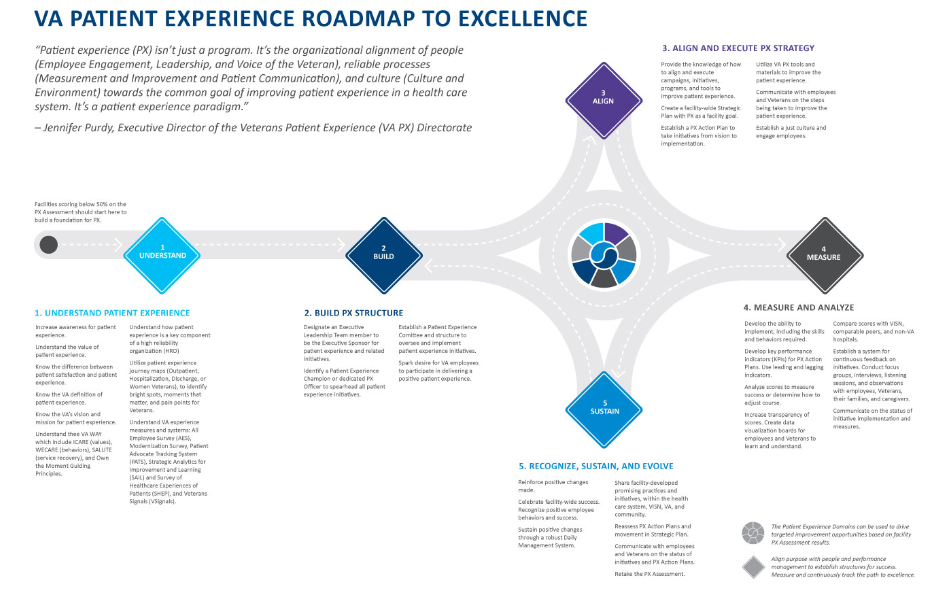 VA PATIENT EXPERIENCE ROADMAP TO EXCELLENCE
“Patient experience (PX) isn’t just a program. It’s the organizational alignment of people
(Employee Engagement, Leadership, and Voice of the Veteran), reliable processes
(Measurement and Improvement and Patient Communication), and culture (Culture and
Environment) towards the common goal of improving patient experience in a health care
system. It’s a patient experience paradigm.”
– Jennifer Purdy, Executive Director of the Veterans Patient Experience (VA PX) Directorate
3. ALIGN AND EXECUTE PX STRATEGY
Provide the knowledge of how
to align and execute
campaigns, initiatives,
programs, and tools to
improve patient experience.
Create a facility-wide Strategic
Plan with PX as a facility goal.
Establish a PX Action Plan to
take initiatives from vision to
implementation.
Utilize VA PX tools and
materials to improve the
patient experience.
Communicate with employees
and Veterans on the steps
being taken to improve the
patient experience.
Establish a just culture and
engage employees.
3
ALIGN
Facilities scoring below 50% on the
PX Assessment should start here to
build a foundation for PX.
1
UNDERSTAND
2
BUILD
4
MEASURE
1. UNDERSTAND PATIENT EXPERIENCE
Increase awareness for patient
experience.
Understand the value of
patient experience.
Know the difference between
patient satisfaction and patient
experience.
Know the VA definition of
patient experience.
Know the VA’s vision and
mission for patient experience.
Understand thee VA WAY
which include ICARE (values),
WECARE (behaviors), SALUTE
(service recovery), and Own
the Moment Guiding
Principles.
Understand how patient
experience is a key component
of a high reliability
organization (HRO)
Utilize patient experience
journey maps (Outpatient,
Hospitalization, Discharge, or
Women Veterans), to identify
bright spots, moments that
matter, and pain points for
Veterans.
Understand VA experience
measures and systems: All
Employee Survey (AES),
Modernization Survey, Patient
Advocate Tracking System
(PATS), Strategic Analytics for
Improvement and Learning
(SAIL) and Survey of
Healthcare Experiences of
Patients (SHEP), and Veterans
Signals (VSignals).
2. BUILD PX STRUCTURE
Designate an Executive
Leadership Team member to
be the Executive Sponsor for
patient experience and related
initiatives.
Identify a Patient Experience
Champion or dedicated PX
Officer to spearhead all patient
experience initiatives.
Establish a Patient Experience
Comittee and structure to
oversee and implement
patient experience initiatives.
Spark desire for VA employees
to participate in delivering a
positive patient experience.
4. MEASURE AND ANALYZE
Develop the ability to
implement, including the skills
and behaviors required.
Develop key performance
indicators (KPIs) for PX Action
Plans. Use leading and lagging
indicators.
Analyze scores to measure
success or determine how to
adjust course.
Increase transparency of
scores. Create data
visualization boards for
employees and Veterans to
learn and understand.
Compare scores with VISN,
comparable peers, and non-VA
hospitals.
Establish a system for
continuous feedback on
initiatives. Conduct focus
groups, interviews, listening
sessions, and observations
with employees, Veterans,
their families, and caregivers.
Communicate on the status of
initiative implementation and
measures.
5
SUSTAIN
5. RECOGNIZE, SUSTAIN, AND EVOLVE
Reinforce positive changes
made.
Celebrate facility-wide success.
Recognize positive employee
behaviors and success.
Sustain positive changes
through a robust Daily
Management System.
Share facility-developed
promising practices and
initiatives, within the health
care system, VISN, VA, and
community.
Reassess PX Action Plans and
movement in Strategic Plan.
Communicate with employees
and Veterans on the status of
initiatives and PX Action Plans.
Retake the PX Assessment.
The Patient Experience Domains can be used to drive
targeted improvement opportunities based on facility
PX Assessment results.
Align purpose with people and performance
management to establish structures for success.
Measure and continuously track the path to excellence.